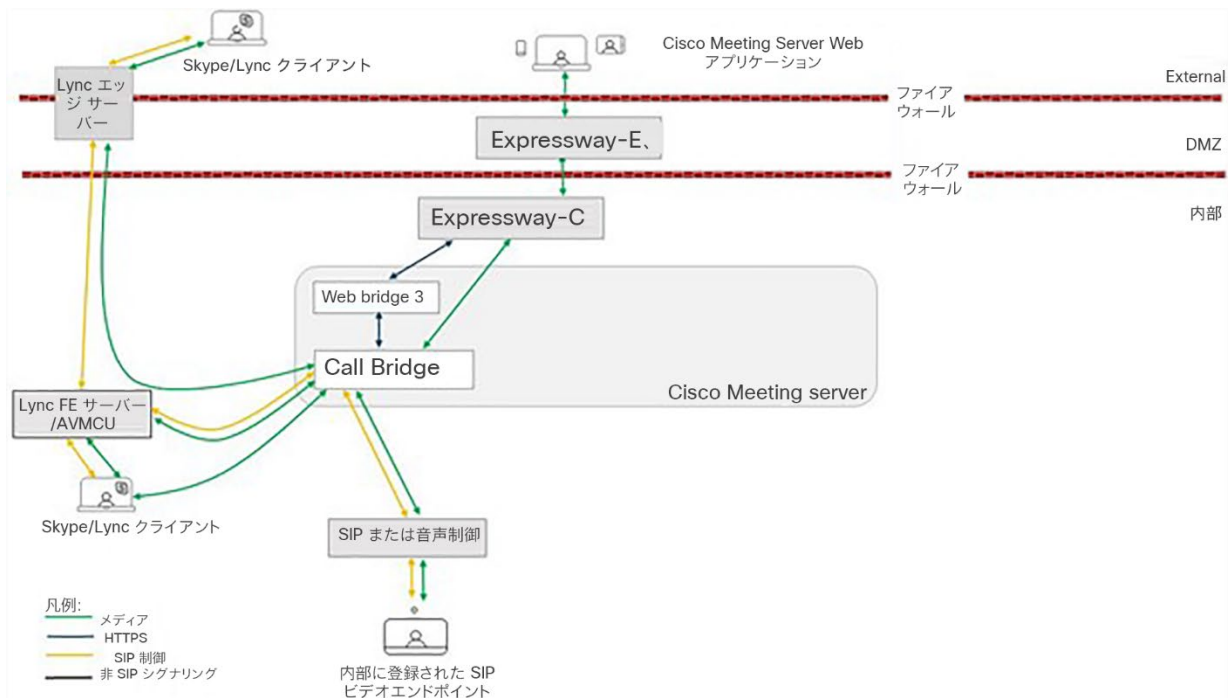 Skype/Lync クライアント
Cisco Meeting Server Web
アプリケーション
External
Lync エッ
ジ サー
バー
ファイア
ウォール
Expressway-E、
DMZ
ファイア
ウォール
Expressway-C
内部
Web bridge 3
Call Bridge
Cisco Meeting server
Lync FE サーバー
/AVMCU
Skype/Lync クライアント
SIP または音声制御
凡例:
メディア
HTTPS
SIP 制御
非 SIP シグナリング
内部に登録された SIP
ビデオエンドポイント